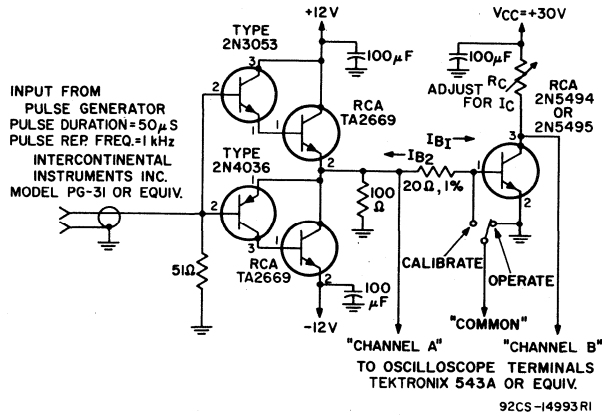 +12V
VCC=+30V
TYPE
2N3053
100µF
100µF
RC
ADJUST
FOR IC
RCA
2N5494
OR
2N5495
INPUT FROM
PULSE GENERATOR
PULSE DURATION=50µS
PULSE REP. FREQ.=1 kHz
INTERCONTINENTAL
INSTRUMENTS INC.
MODEL PG-31 OR EQUIV.
3
2
1
1
RCA
TA2669
2
TYPE
2N4036
1
2
3
IB1
IB2
20Ω, 1%
100
Ω
1
3
2
51Ω
RCA
TA2669
1
2
100
µF
-12V
CALIBRATE
OPERATE
"COMMON"
"CHANNEL A"
"CHANNEL B"
TO OSCILLOSCOPE TERMINALS
TEKTRONIX 543A OR EQUIV.
92CS-14993R1